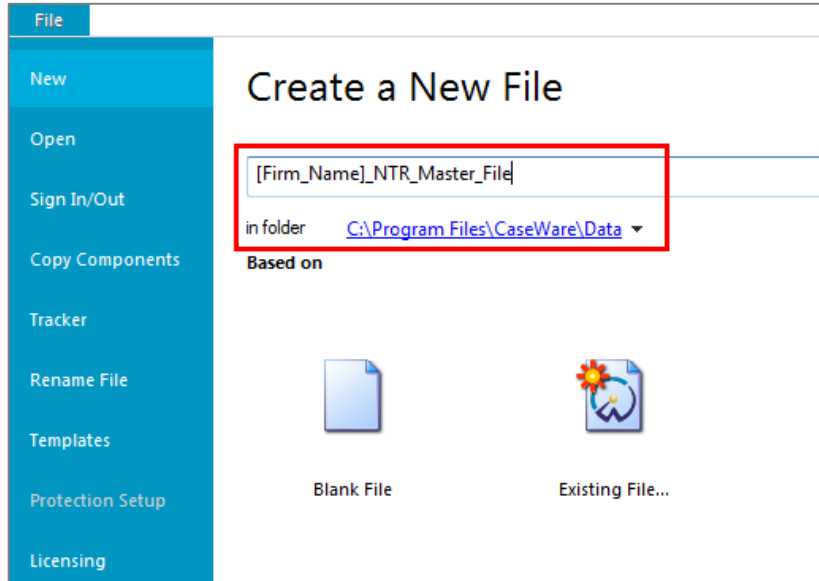 File
New
Open
Sign In/Out
Copy Components
Tracker
Rename File
Templates
Protection Setup
Licensing
Create a New File
[Firm_Name]_NTR_Master_File
in folder C:\Program Files\CaseWare\Data
Based on
Blank File
Existing File...